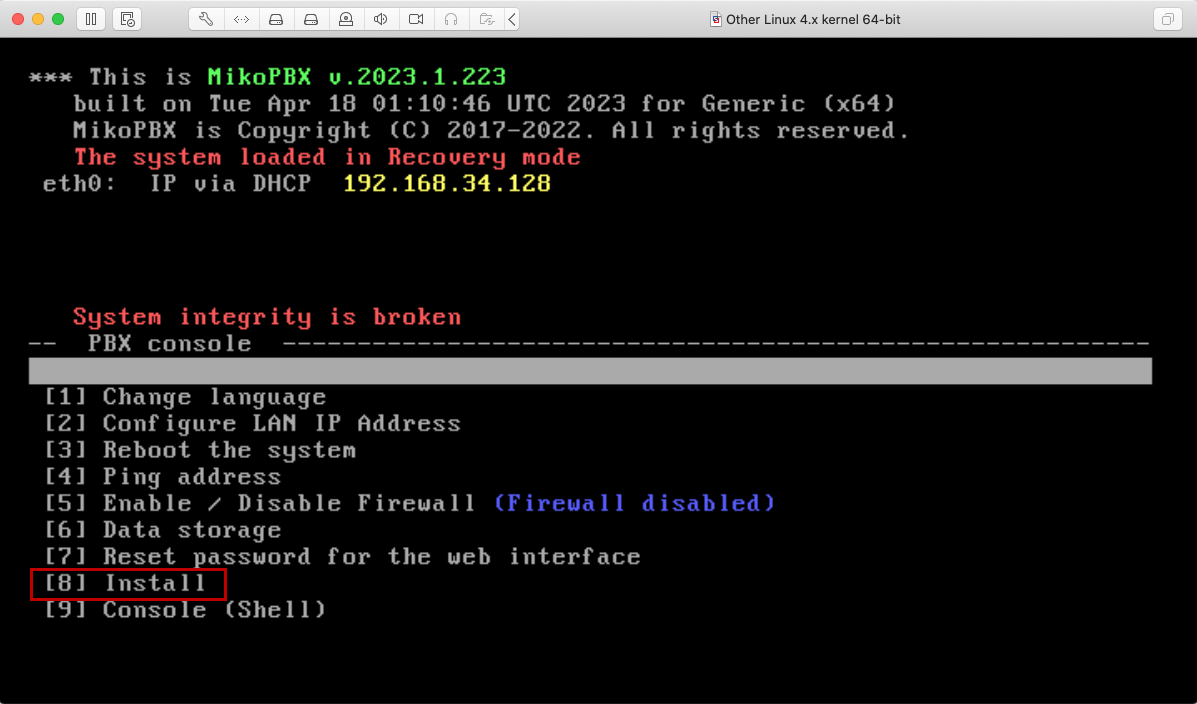 Other Linux 4.x kernel 64-bit
*** This is MikoPBX v.2023.1.223
built on Tue Apr 18 01:10:46 UTC 2023 for Generic (x64)
MikoPBX is Copyright (C) 2017-2022. All rights reserved.
The system loaded in Recovery mode
eth0: IP via DHCP 192.168.34.128
System integrity is broken
-- PBX console ----------------------------------------------------------
[1] Change language
[2] Configure LAN IP Address
[3] Reboot the system
[4] Ping address
[5] Enable / Disable Firewall (Firewall disabled)
[6] Data storage
[7] Reset password for the web interface
[8] Install
[9] Console (Shell)